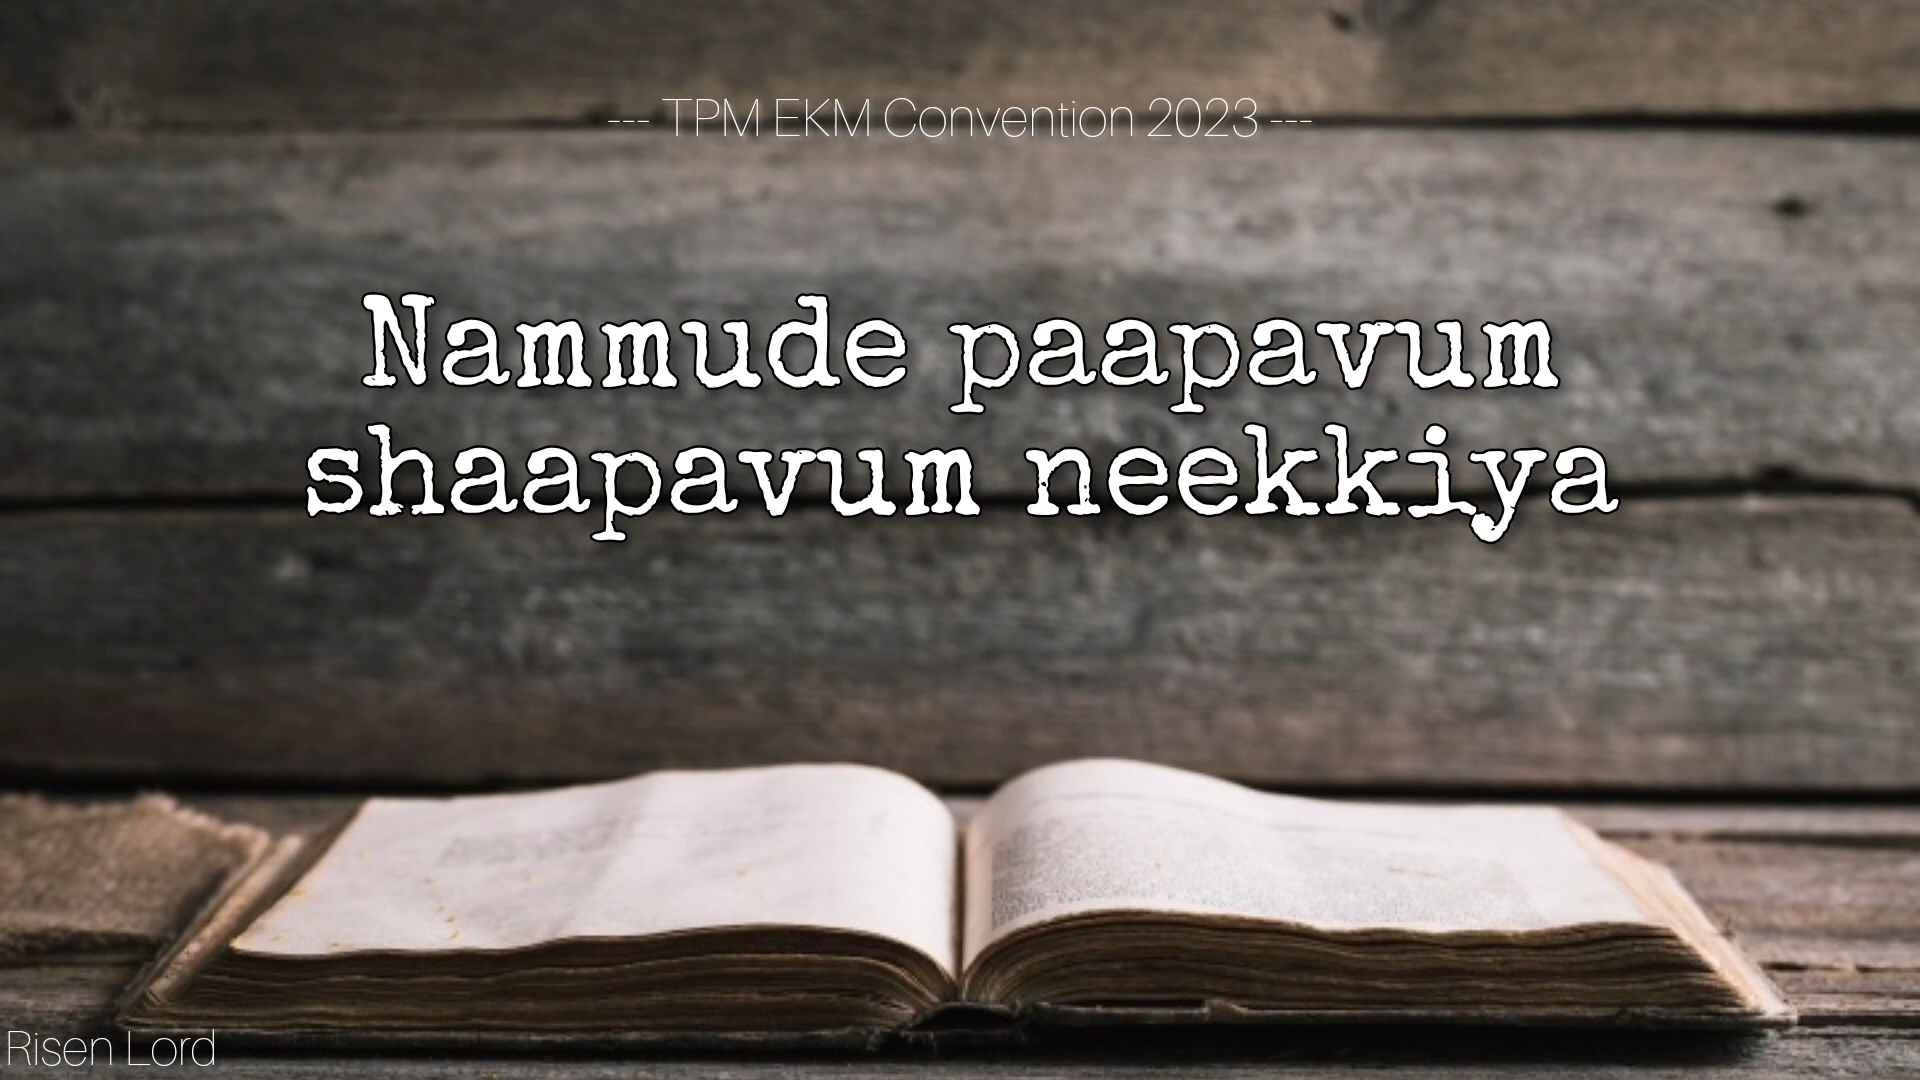 --- TPM EKM Convention 2023 ---
Nammude paapavum
shaapavum neekkiya
Risen Lord